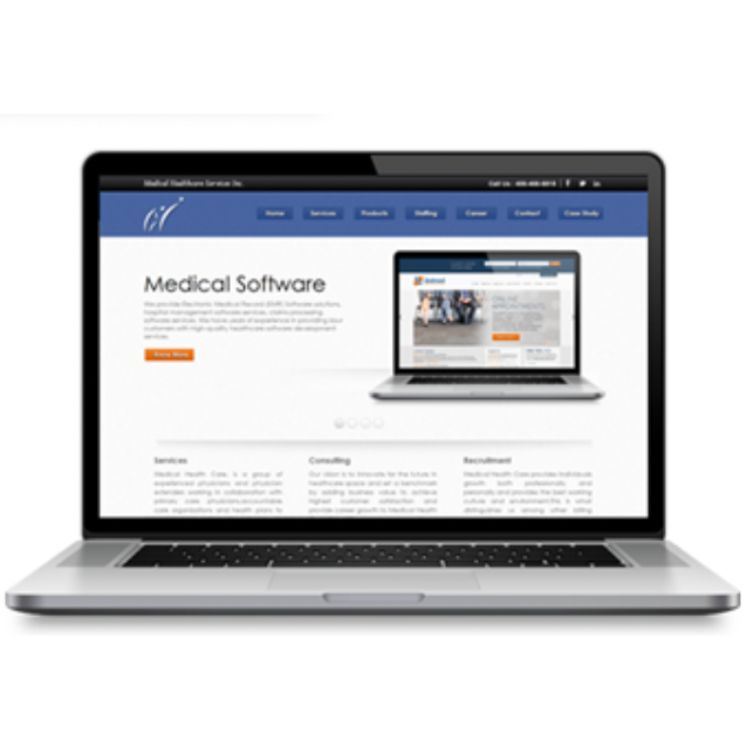 Medical Healthcare Services Inc.
Call Us :
Home Services Products Staffing Career Contact Case Study
Medical Software
We provide Electronic Medical Record (EMR) Software solutions,
hospital management software services, claims processing
software services. We have years of experience in providing our
customers with high quality healthcare software development
services.
Know More
ONLINE
APPOINTMENTS
Services Consulting Recruitment
Medical Health Care, is a group of
experienced physicians and physician
extenders working in collaboration with
primary care physicians,accountable
care organizations and health plans to
Our vision is to innovate for the future in
healthcare space and set a benchmark
by adding business value to achieve
highest customer satisfaction and
provide career growth to Medical Health
Medical Health Care provides individuals
growth both professionally and
personally and provides the best working
culture and environment.This is what
distinguishes us among other billing